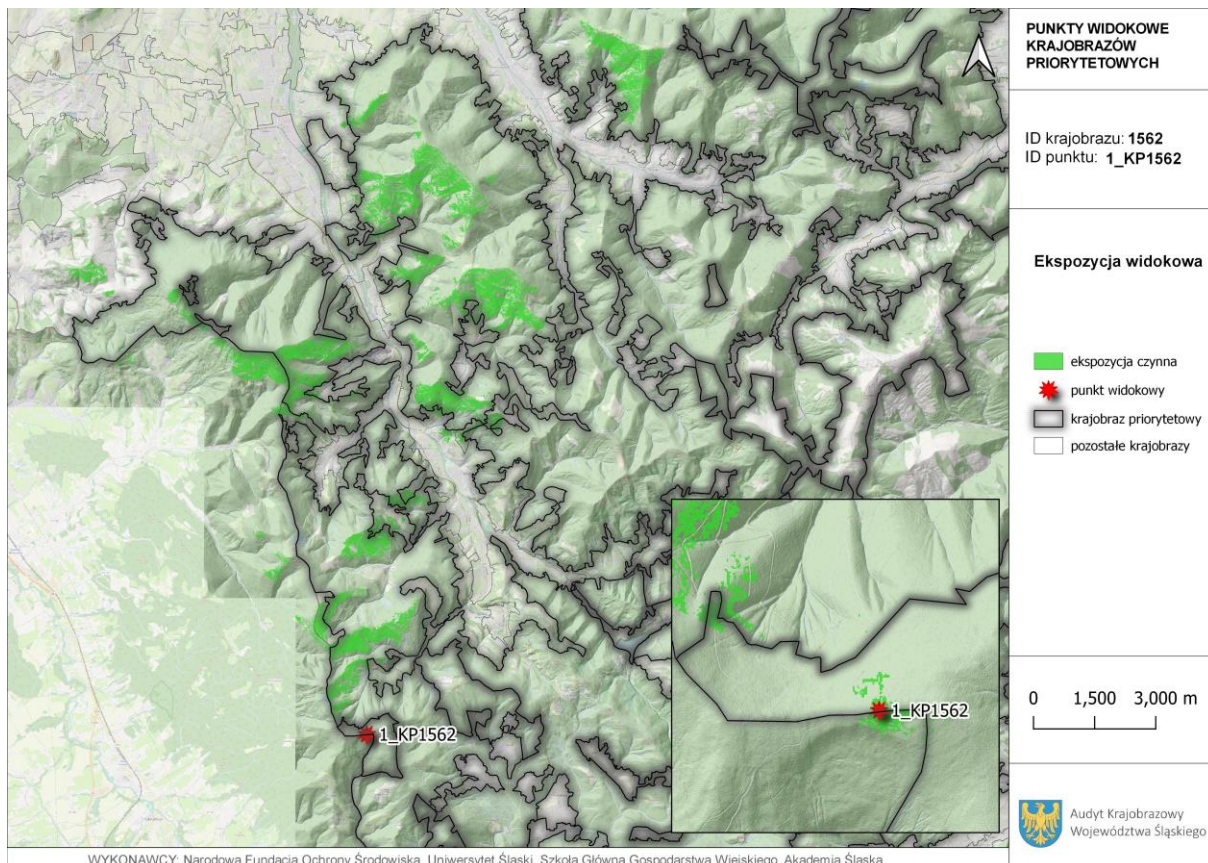 PUNKTY WIDOKOWE
KRAJOBRAZÓW
PRIORYTETOWYCH
ID krajobrazu: 1562
ID punktu: 1_KP1562
Ekspozycja widokowa
ekspozycja czynna
punkt widokowy
krajobraz priorytetowy
pozostałe krajobrazy
1_KP1562
1_KP1562
0 1,500 3,000 m
Audyt Krajobrazowy
Województwa Śląskiego
WYKONAWCY: Narodowa Fundacja Ochrony Środowiska, Uniwersytet Śląski, Szkoła Główna Gospodarstwa Wiejskiego, Akademia Śląska